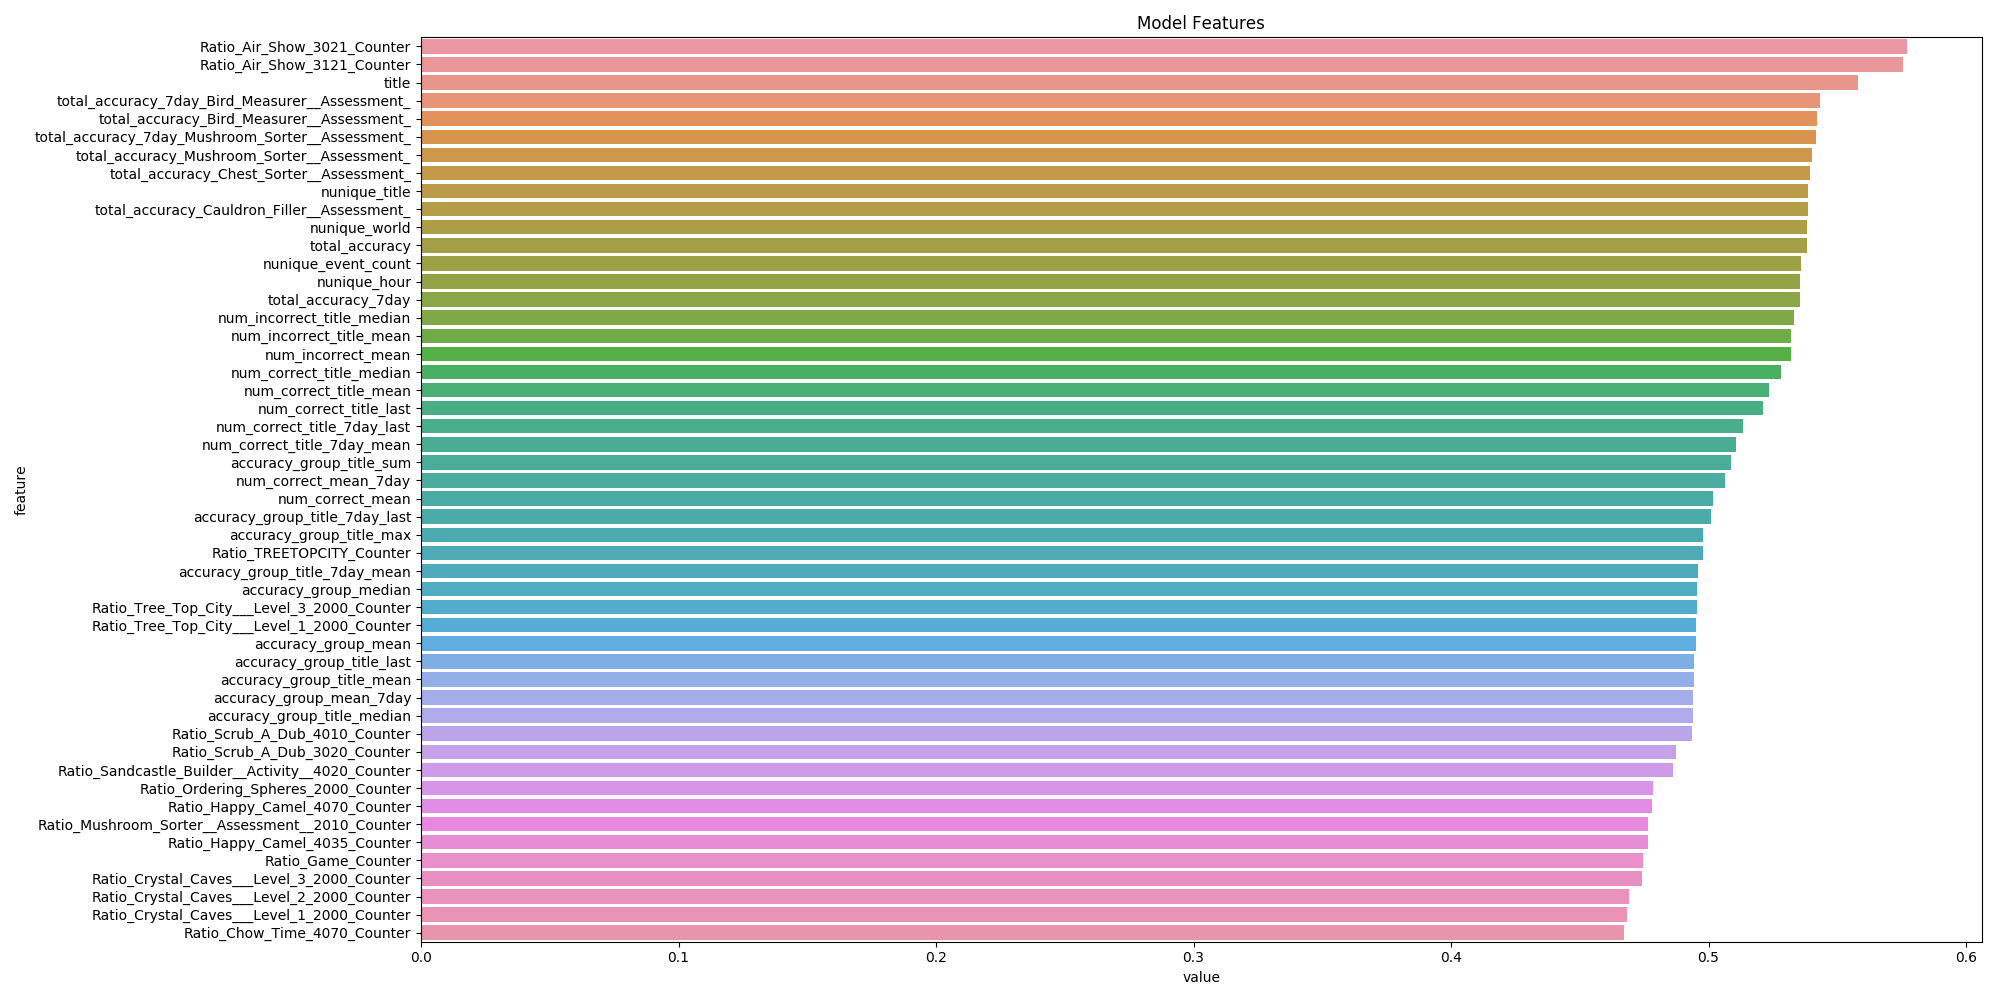 Model Features
Ratio_Air_Show_3021_Counter
Ratio_Air_Show_3121_Counter
title
total_accuracy_7day_Bird_Measurer__Assessment_
total_accuracy_Bird_Measurer__Assessment_
total_accuracy_7day_Mushroom_Sorter__Assessment_
total_accuracy_Mushroom_Sorter__Assessment_
total_accuracy_Chest_Sorter__Assessment_
nunique_title
total_accuracy_Cauldron_Filler__Assessment_
nunique_world
total_accuracy
nunique_event_count
nunique_hour
total_accuracy_7day
num_incorrect_title_median
num_incorrect_title_mean
num_incorrect_mean
num_correct_title_median
num_correct_title_mean
num_correct_title_last
num_correct_title_7day_last
num_correct_title_7day_mean
accuracy_group_title_sum
num_correct_mean_7day
num_correct_mean
accuracy_group_title_7day_last
accuracy_group_title_max
Ratio_TREETOPCITY_Counter
accuracy_group_title_7day_mean
accuracy_group_median
Ratio_Tree_Top_City___Level_3_2000_Counter
Ratio_Tree_Top_City___Level_1_2000_Counter
accuracy_group_mean
accuracy_group_title_last
accuracy_group_title_mean
accuracy_group_mean_7day
accuracy_group_title_median
Ratio_Scrub_A_Dub_4010_Counter
Ratio_Scrub_A_Dub_3020_Counter
Ratio_Sandcastle_Builder__Activity__4020_Counter
Ratio_Ordering_Spheres_2000_Counter
Ratio_Happy_Camel_4070_Counter
Ratio_Mushroom_Sorter__Assessment__2010_Counter
Ratio_Happy_Camel_4035_Counter
Ratio_Game_Counter
Ratio_Crystal_Caves___Level_3_2000_Counter
Ratio_Crystal_Caves___Level_2_2000_Counter
Ratio_Crystal_Caves___Level_1_2000_Counter
Ratio_Chow_Time_4070_Counter
feature
0.0 0.1 0.2 0.3 0.4 0.5 0.6
value